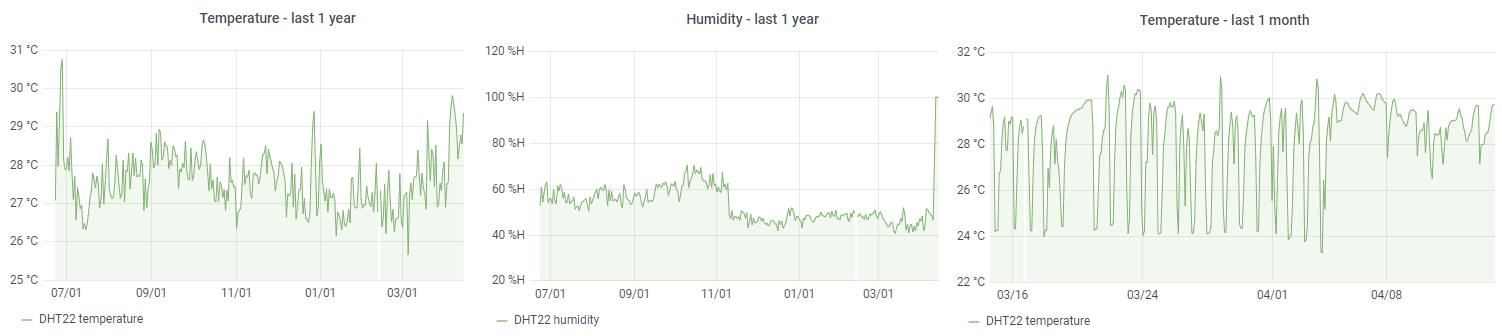 Temperature - last 1 year
31 °C
30 °C
29 °C
28 °C
27 °C
26 °C
25 °C
07/01 09/01 11/01 01/01 03/01
DHT22 temperature
Humidity - last 1 year
120 %H
100 %H
80 %H
60 %H
40 %H
20 %H
07/01 09/01 11/01 01/01 03/01
DHT22 humidity
Temperature - last 1 month
32 °C
30 °C
28 °C
26 °C
24 °C
22 °C
03/16 03/24 04/01 04/08
DHT22 temperature